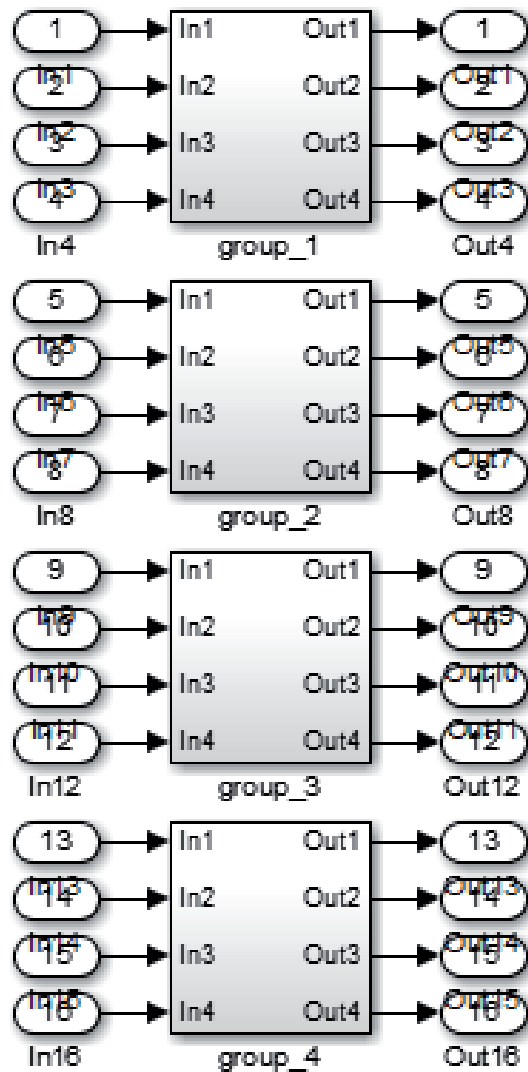 1 In1 Out1 1
In1 Out1
2 In2 Out2 2
In2 Out2
3 In3 Out3 3
In3 Out3
4 In4 Out4 4
In4 group_1 Out4
5 In1 Out1 5
In5 Out5
6 In2 Out2 6
In6 Out6
7 In3 Out3 7
In7 Out7
8 In4 Out4 8
In8 group_2 Out8
9 In1 Out1 9
In9 Out9
10 In2 Out2 10
In10 Out10
11 In3 Out3 11
In11 Out11
12 In4 Out4 12
In12 group_3 Out12
13 In1 Out1 13
In13 Out13
14 In2 Out2 14
In14 Out14
15 In3 Out3 15
In15 Out15
16 In4 Out4 16
In16 group_4 Out16